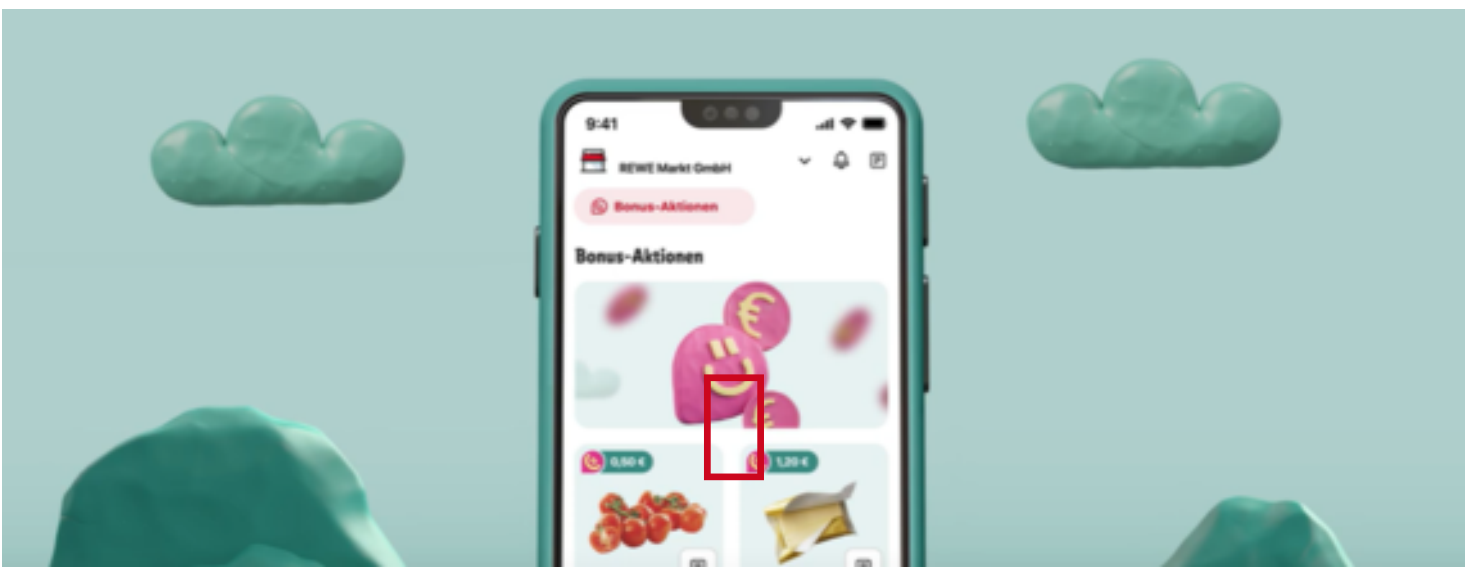 9:41
REWE Markt GmbH
Bonus-Aktionen
Bonus-Aktionen
€
€
0,50 €
1,20 €